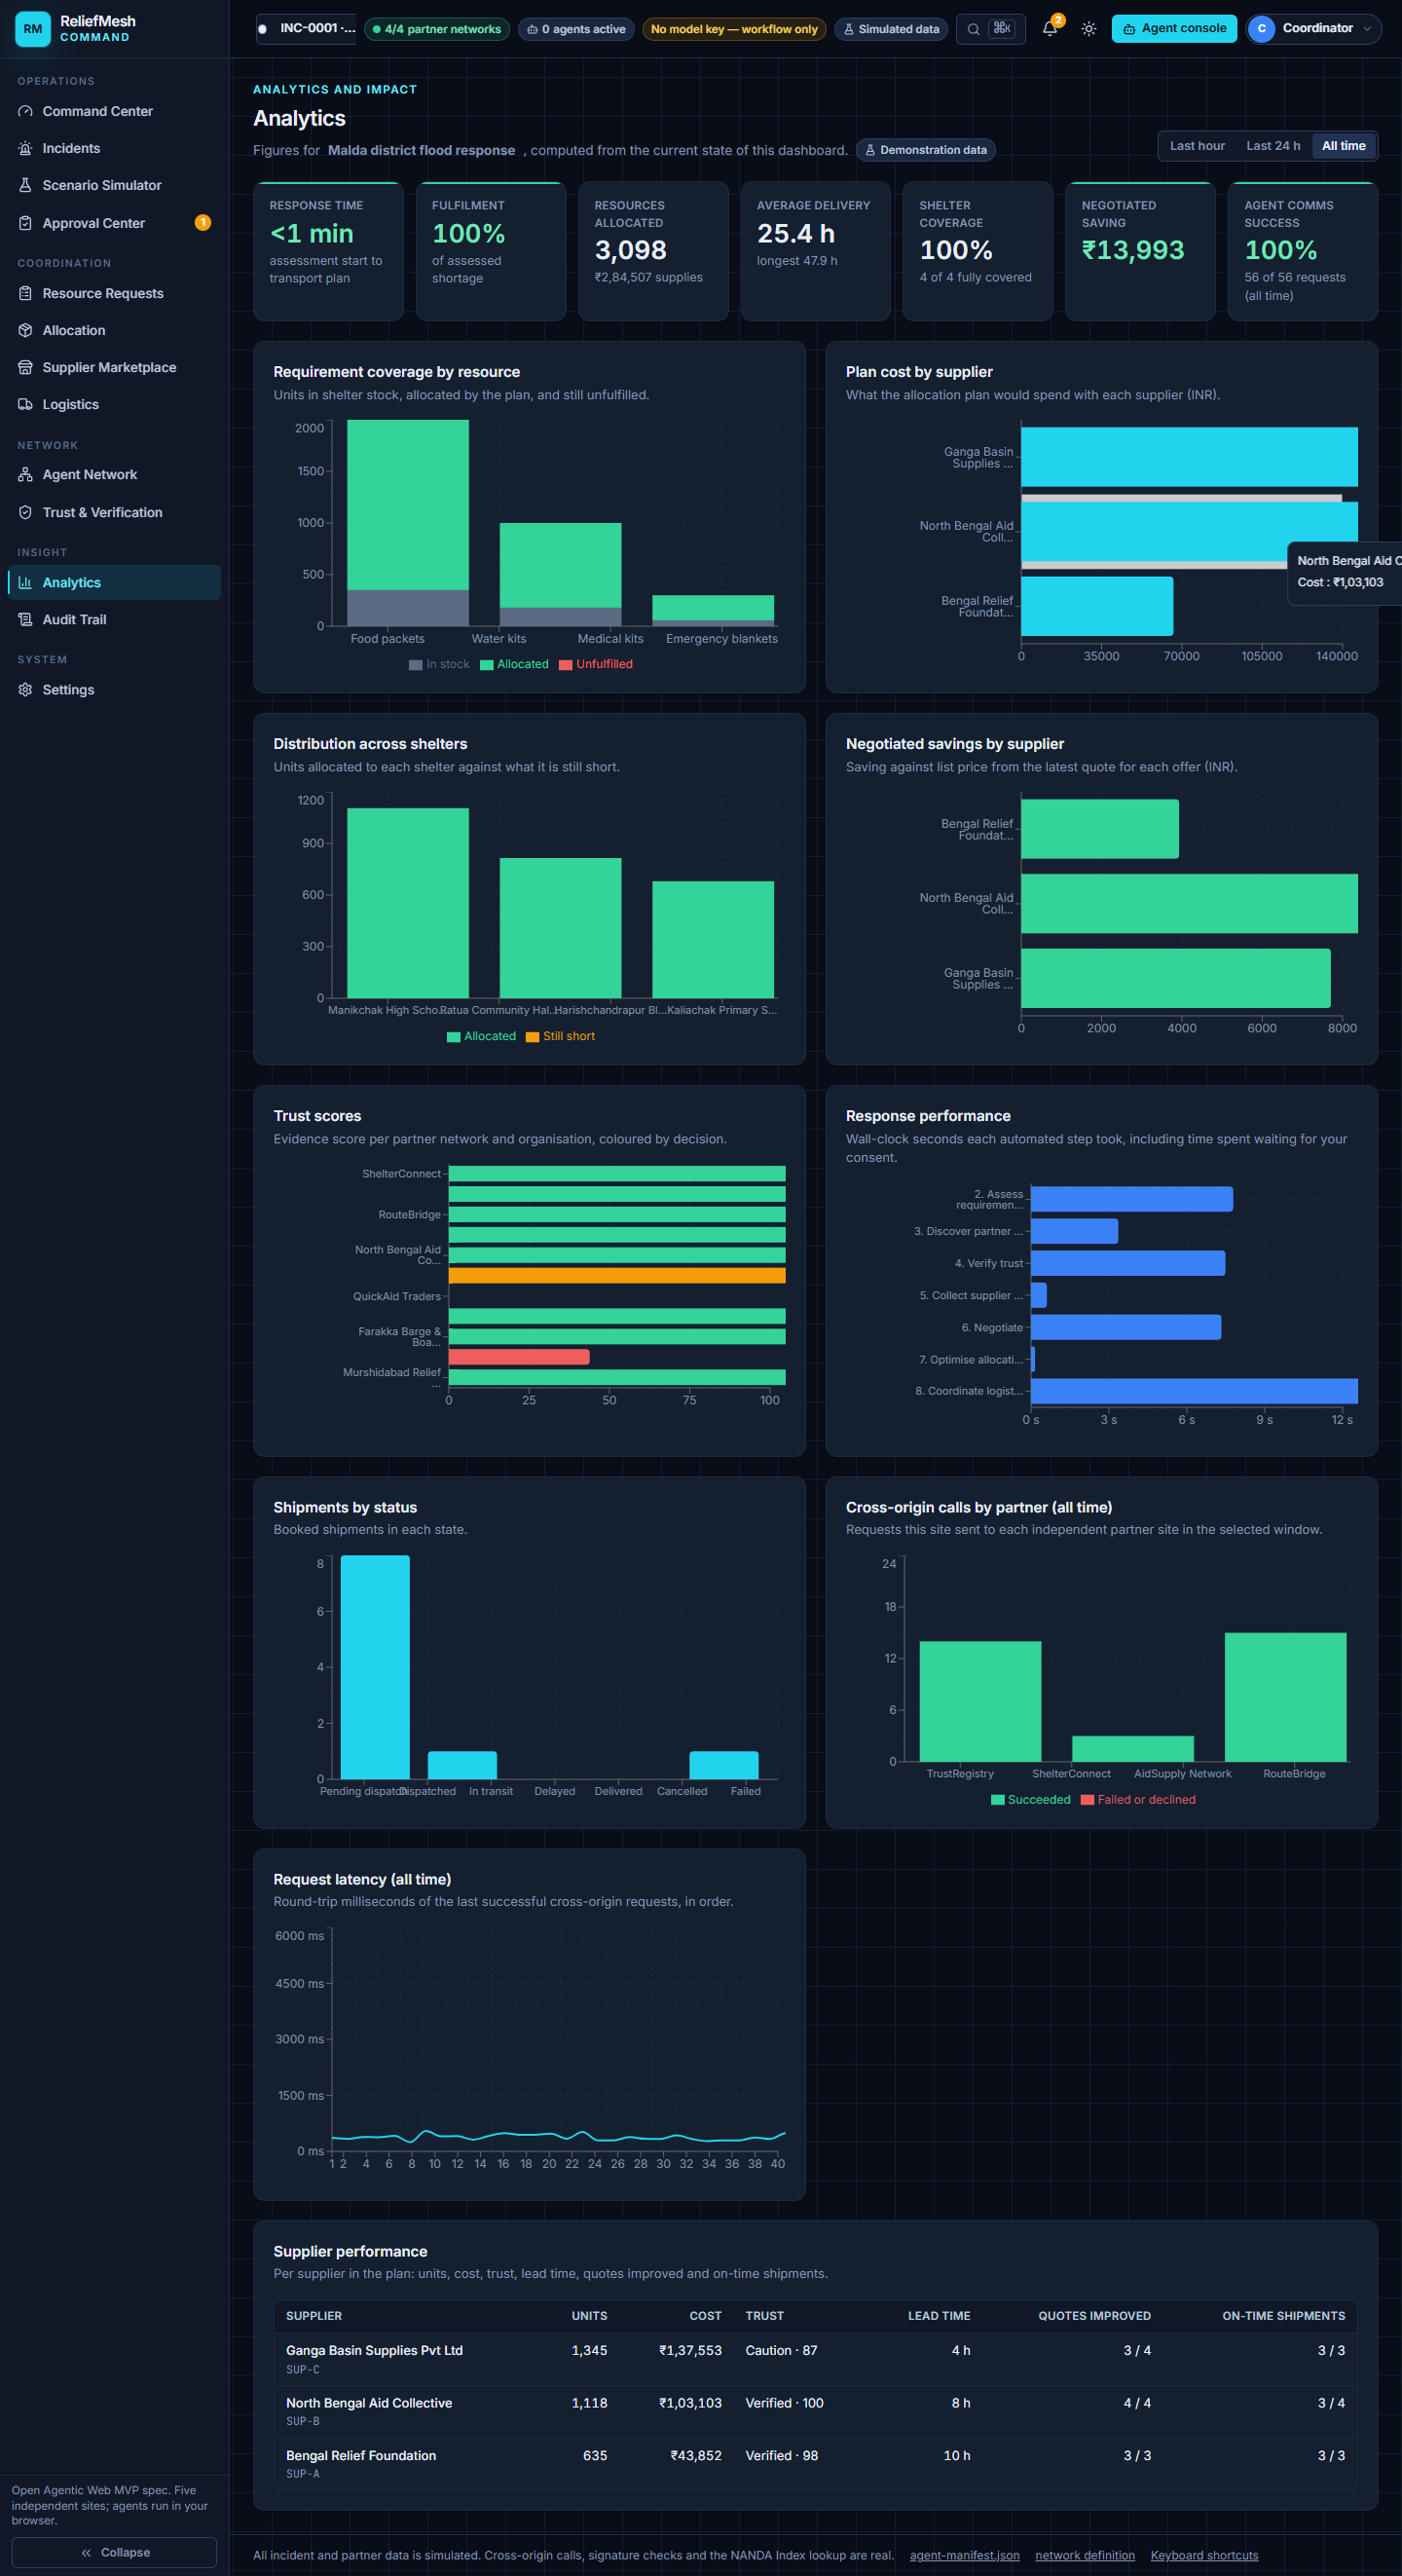 RM
ReliefMesh
COMMAND
INC-0001 ·...
4/4 partner networks
0 agents active
No model key — workflow only
Simulated data
⌘K
2
Agent console
C
Coordinator
OPERATIONS
Command Center
Incidents
Scenario Simulator
Approval Center
1
COORDINATION
Resource Requests
Allocation
Supplier Marketplace
Logistics
NETWORK
Agent Network
Trust & Verification
INSIGHT
Analytics
Audit Trail
SYSTEM
Settings
Open Agentic Web MVP spec. Five
independent sites; agents run in your
browser.
Collapse
ANALYTICS AND IMPACT
Analytics
Figures for Malda district flood response , computed from the current state of this dashboard.
Demonstration data
Last hour
Last 24 h
All time
RESPONSE TIME
<1 min
assessment start to
transport plan
FULFILMENT
100%
of assessed
shortage
RESOURCES
ALLOCATED
3,098
₹2,84,507 supplies
AVERAGE DELIVERY
25.4 h
longest 47.9 h
SHELTER
COVERAGE
100%
4 of 4 fully covered
NEGOTIATED
SAVING
₹13,993
AGENT COMMS
SUCCESS
100%
56 of 56 requests
(all time)
Requirement coverage by resource
Units in shelter stock, allocated by the plan, and still unfulfilled.
2000
1500
1000
500
0
Food packets
Water kits
Medical kits
Emergency blankets
In stock
Allocated
Unfulfilled
Plan cost by supplier
What the allocation plan would spend with each supplier (INR).
Ganga Basin
Supplies ...
North Bengal Aid
Coll...
Bengal Relief
Foundat...
North Bengal Aid C
Cost : ₹1,03,103
0
35000
70000
105000
140000
Distribution across shelters
Units allocated to each shelter against what it is still short.
1200
900
600
300
0
Manikchak High Scho...
Ratua Community Hal...
Harishchandrapur Bl...
Kaliachak Primary S...
Allocated
Still short
Negotiated savings by supplier
Saving against list price from the latest quote for each offer (INR).
Bengal Relief
Foundat...
North Bengal Aid
Coll...
Ganga Basin
Supplies ...
0
2000
4000
6000
8000
Trust scores
Evidence score per partner network and organisation, coloured by decision.
ShelterConnect
RouteBridge
North Bengal Aid
Co...
QuickAid Traders
Farakka Barge &
Boa...
Murshidabad Relief
...
0
25
50
75
100
Response performance
Wall-clock seconds each automated step took, including time spent waiting for your
consent.
2. Assess
requiremen...
3. Discover partner ...
4. Verify trust
5. Collect supplier ...
6. Negotiate
7. Optimise allocati...
8. Coordinate logist...
0 s
3 s
6 s
9 s
12 s
Shipments by status
Booked shipments in each state.
8
6
4
2
0
Pending dispatch
Dispatched
In transit
Delayed
Delivered
Cancelled
Failed
Cross-origin calls by partner (all time)
Requests this site sent to each independent partner site in the selected window.
24
18
12
6
0
TrustRegistry
ShelterConnect
AidSupply Network
RouteBridge
Succeeded
Failed or declined
Request latency (all time)
Round-trip milliseconds of the last successful cross-origin requests, in order.
6000 ms
4500 ms
3000 ms
1500 ms
0 ms
1 2 4 6 8 10 12 14 16 18 20 22 24 26 28 30 32 34 36 38 40
Supplier performance
Per supplier in the plan: units, cost, trust, lead time, quotes improved and on-time shipments.
SUPPLIER UNITS COST TRUST LEAD TIME QUOTES IMPROVED ON-TIME SHIPMENTS
Ganga Basin Supplies Pvt Ltd 1,345 ₹1,37,553 Caution · 87 4 h 3 / 4 3 / 3
SUP-C
North Bengal Aid Collective 1,118 ₹1,03,103 Verified · 100 8 h 4 / 4 3 / 4
SUP-B
Bengal Relief Foundation 635 ₹43,852 Verified · 98 10 h 3 / 3 3 / 3
SUP-A
All incident and partner data is simulated. Cross-origin calls, signature checks and the NANDA Index lookup are real.
agent-manifest.json
network definition
Keyboard shortcuts